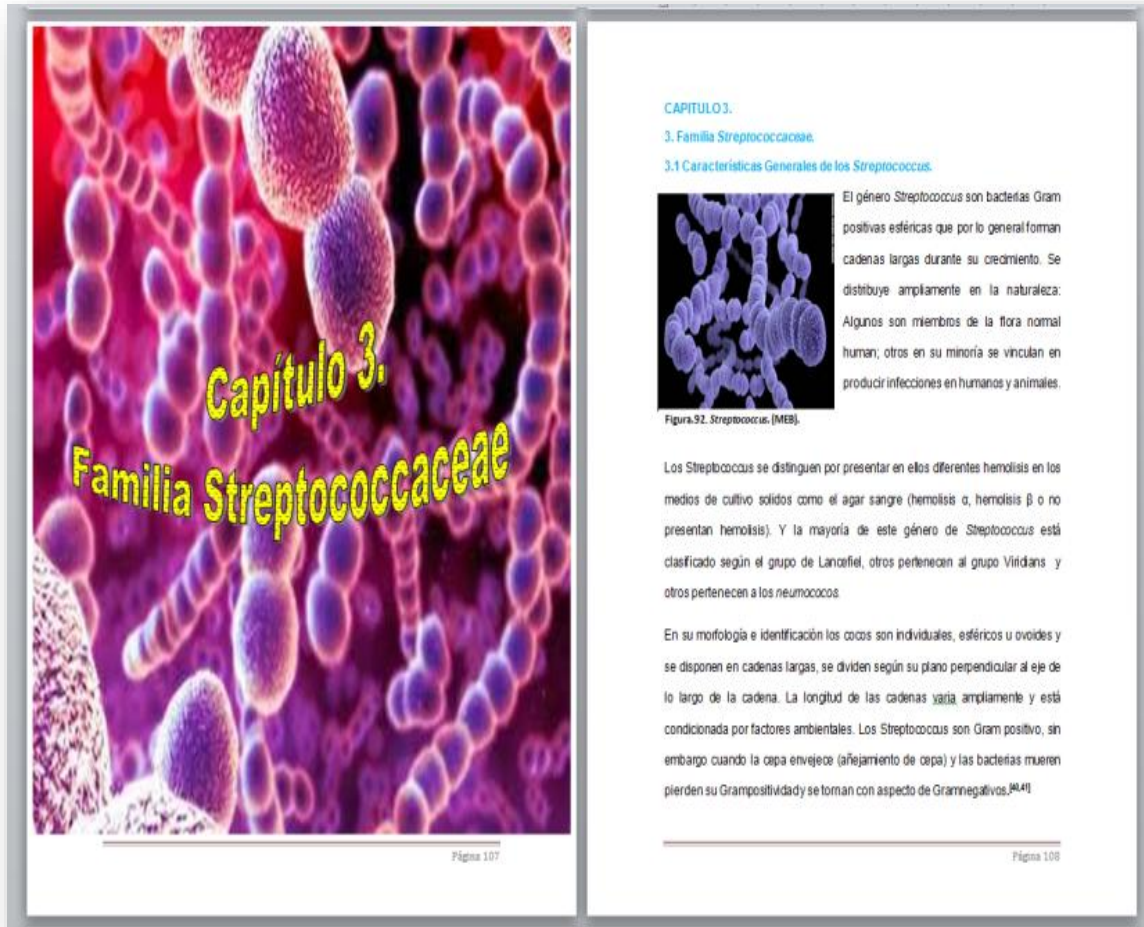 Capítulo 3.
Familia Streptococcaceae
Página 107
CAPITULO 3.
3. Familia Streptococcaceae.
3.1 Características Generales de los Streptococcus.
El género Streptococcus son bacterias Gram
positivas esféricas que por lo general forman
cadenas largas durante su crecimiento. Se
distribuye ampliamente en la naturaleza:
Algunos son miembros de la flora normal
human; otros en su minoría se vinculan en
producir infecciones en humanos y animales.
Figura.92. Streptococcus. (MEB).
Los Streptococcus se distinguen por presentar en ellos diferentes hemolisis en los
medios de cultivo solidos como el agar sangre (hemolisis α, hemolisis β o no
presentan hemolisis). Y la mayoría de este género de Streptococcus está
clasificado según el grupo de Lancefiel, otros pertenecen al grupo Viridians y
otros pertenecen a los neumococos.
En su morfología e identificación los cocos son individuales, esféricos u ovoides y
se disponen en cadenas largas, se dividen según su plano perpendicular al eje de
lo largo de la cadena. La longitud de las cadenas varia ampliamente y está
condicionada por factores ambientales. Los Streptococcus son Gram positivo, sin
embargo cuando la cepa envejece (añejamiento de cepa) y las bacterias mueren
pierden su Grampositividad y se tornan con aspecto de Gramnegativos.[40,41]
Página 108